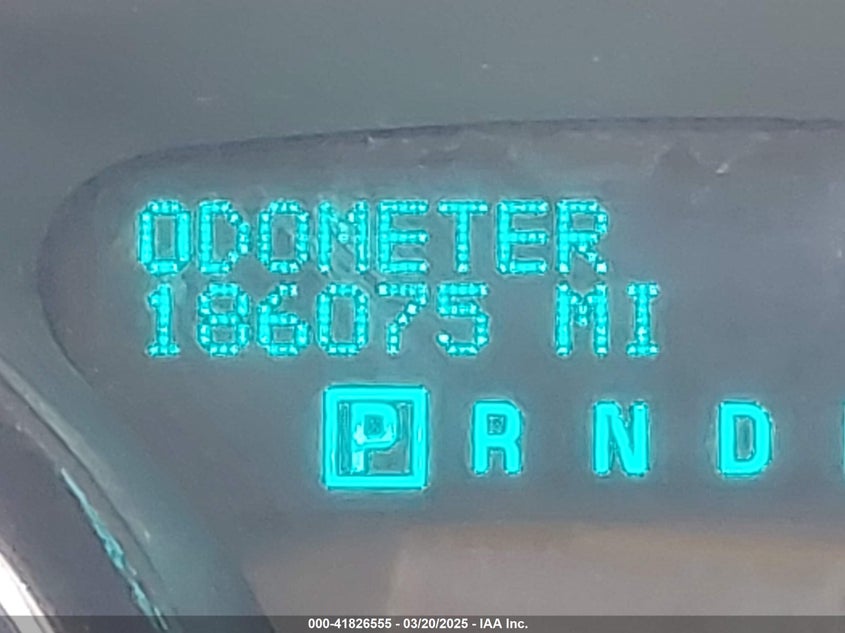 ODOMETER
186075 MI
P R N D
000-41826555 - 03/20/2025 - IAA Inc.